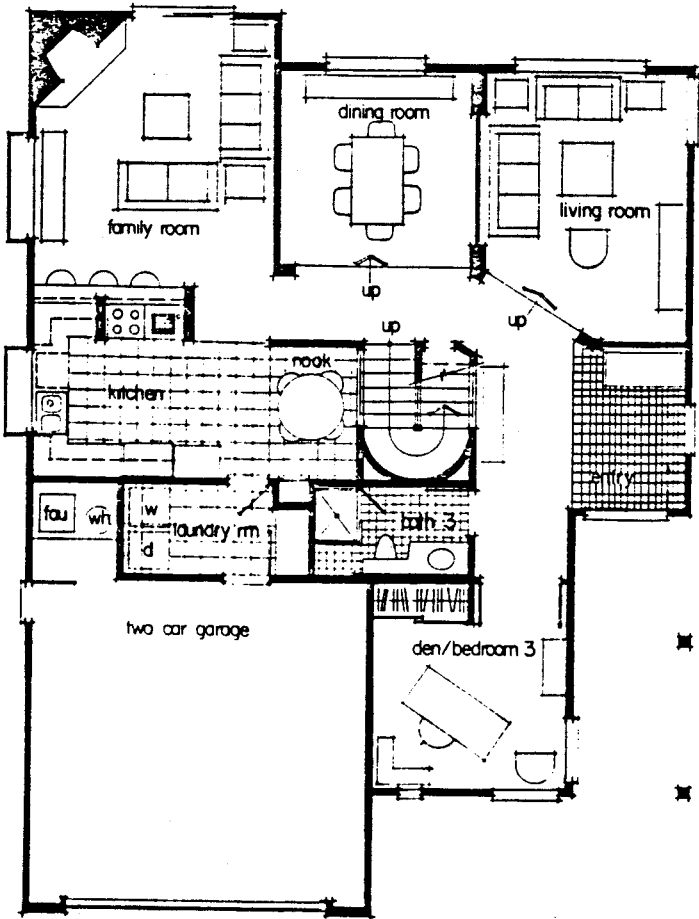 dining room
living room
family room
up
up
up
nook
kitchen
entry
fau
wh
w
laundry rm
bath 3
d
two car garage
den/bedroom 3